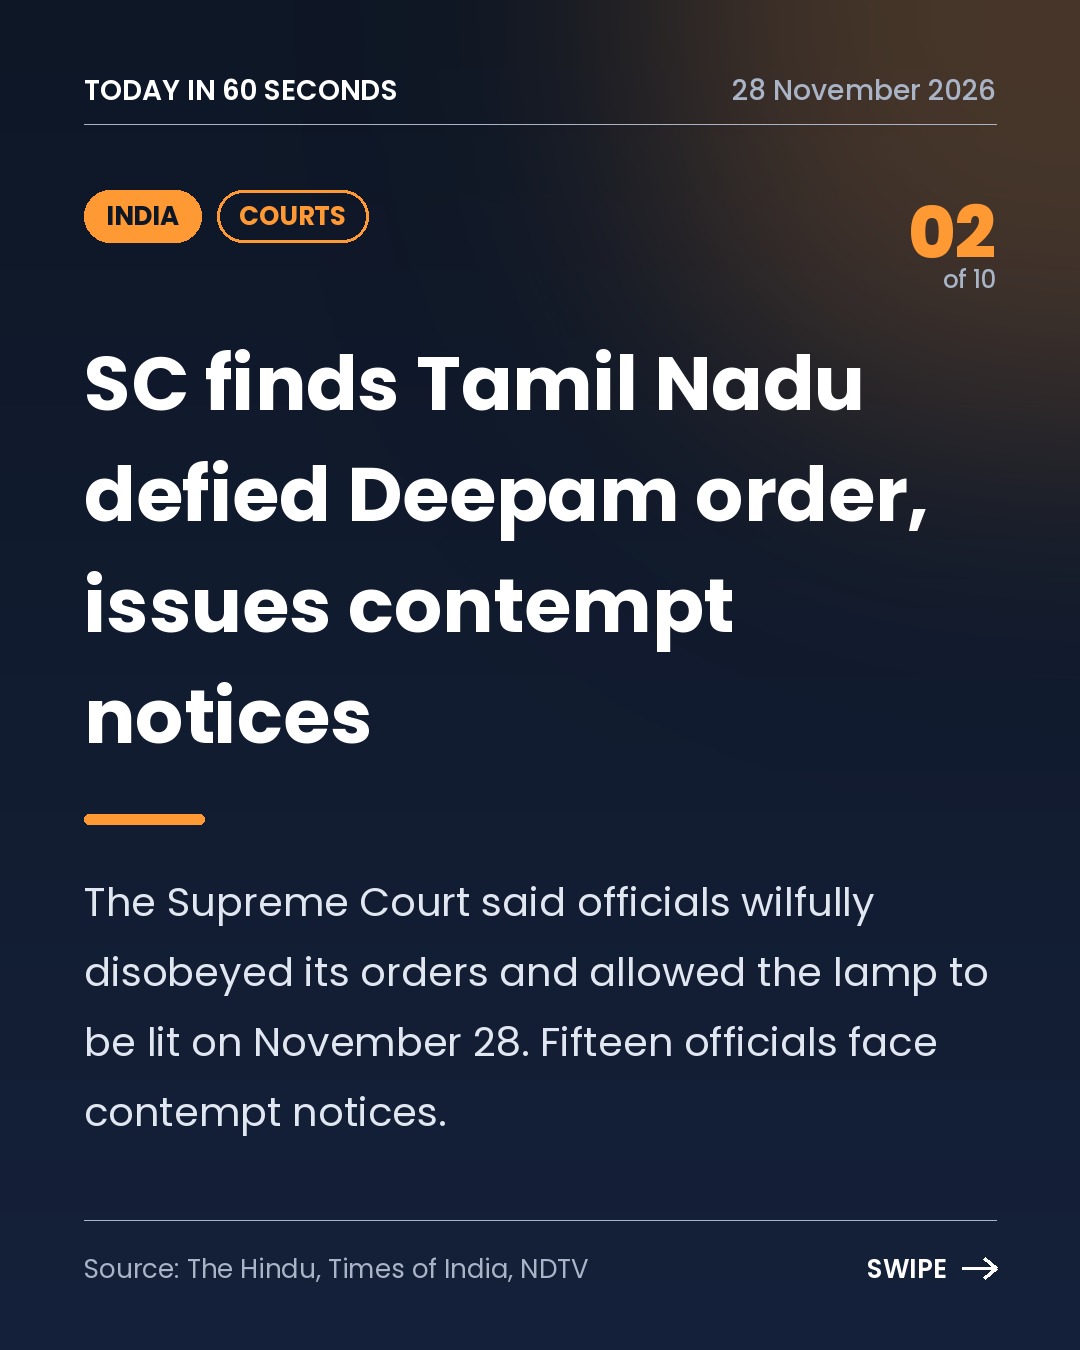 TODAY IN 60 SECONDS
28 November 2026
INDIA
COURTS
02
of 10
SC finds Tamil Nadu
defied Deepam order,
issues contempt
notices
The Supreme Court said officials wilfully
disobeyed its orders and allowed the lamp to
be lit on November 28. Fifteen officials face
contempt notices.
Source: The Hindu, Times of India, NDTV
SWIPE →